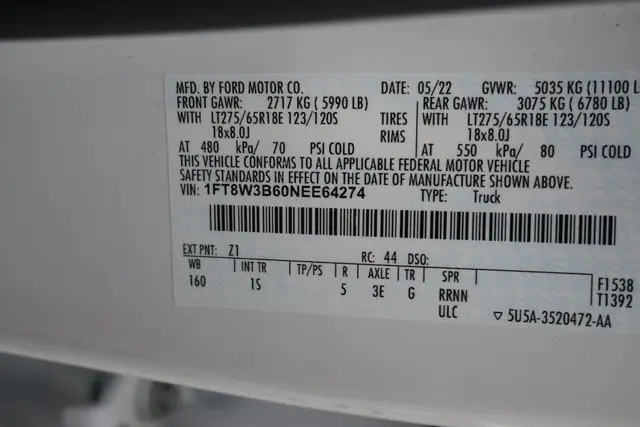 MFD. BY FORD MOTOR CO. DATE: 05/22 GVWR: 5035 KG (11100 L
FRONT GAWR: 2717 KG ( 5990 LB) REAR GAWR: 3075 KG ( 6780 LB)
WITH LT275/65R18E 123/120S TIRES WITH LT275/65R18E 123/120S
18x8.0J RIMS 18x8.0J
AT 480 kPa/ 70 PSI COLD AT 550 kPa/ 80 PSI COLD
THIS VEHICLE CONFORMS TO ALL APPLICABLE FEDERAL MOTOR VEHICLE
SAFETY STANDARDS IN EFFECT ON THE DATE OF MANUFACTURE SHOWN ABOVE.
VIN: 1FT8W3B60NEE64274 TYPE: Truck
EXT PNT: Z1 RC: 44 DSO:
WB INT TR TP/PS R AXLE TR SPR F1538
160 1S 5 3E G RRNN T1392
ULC ▽ 5U5A-3520472-AA